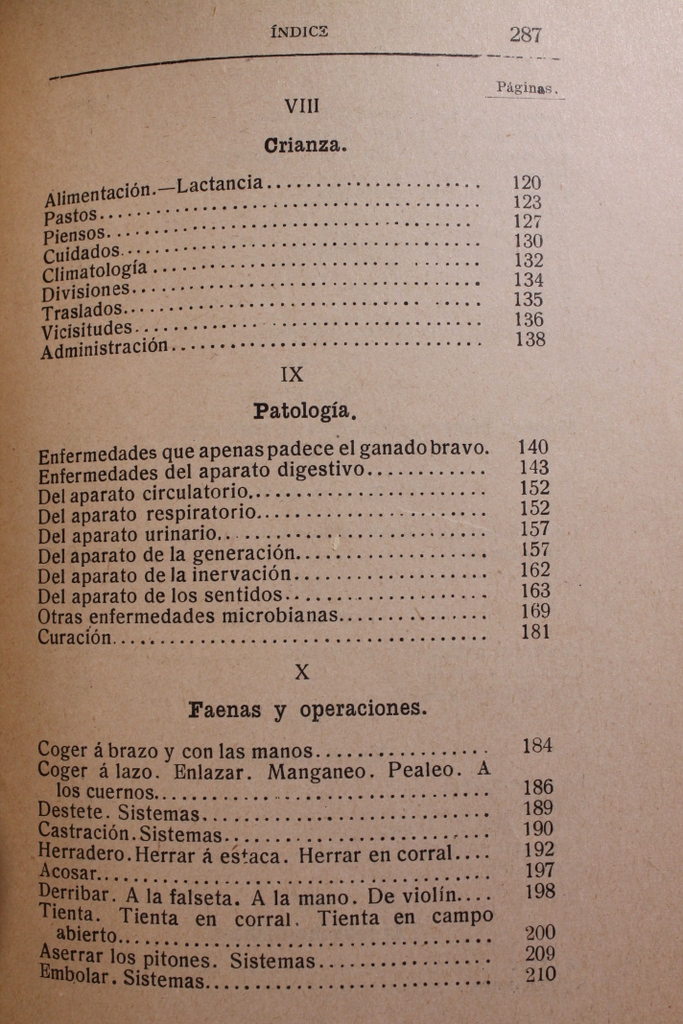 ÍNDICE 287
Páginas.
VIII
Crianza.
Alimentación.—Lactancia...................... 120
Pastos...................................... 123
Piensos..................................... 127
Cuidados.................................... 130
Climatología................................ 132
Divisiones.................................. 134
Traslados................................... 135
Vicisitudes................................. 136
Administración.............................. 138
IX
Patología.
Enfermedades que apenas padece el ganado bravo. 140
Enfermedades del aparato digestivo............ 143
Del aparato circulatorio...................... 152
Del aparato respiratorio...................... 152
Del aparato urinario.......................... 157
Del aparato de la generación.................. 157
Del aparato de la inervación.................. 162
Del aparato de los sentidos................... 163
Otras enfermedades microbianas................ 169
Curación...................................... 181
X
Faenas y operaciones.
Coger á brazo y con las manos................. 184
Coger á lazo. Enlazar. Manganeo. Pealeo. A
los cuernos................................... 186
Destete. Sistemas............................. 189
Castración. Sistemas.......................... 190
Herradero. Herrar á estaca. Herrar en corral.... 192
Acosar........................................ 197
Derribar. A la falseta. A la mano. De violín.... 198
Tienta. Tienta en corral. Tienta en campo
abierto....................................... 200
Aserrar los pitones. Sistemas................. 209
Embolar. Sistemas............................. 210